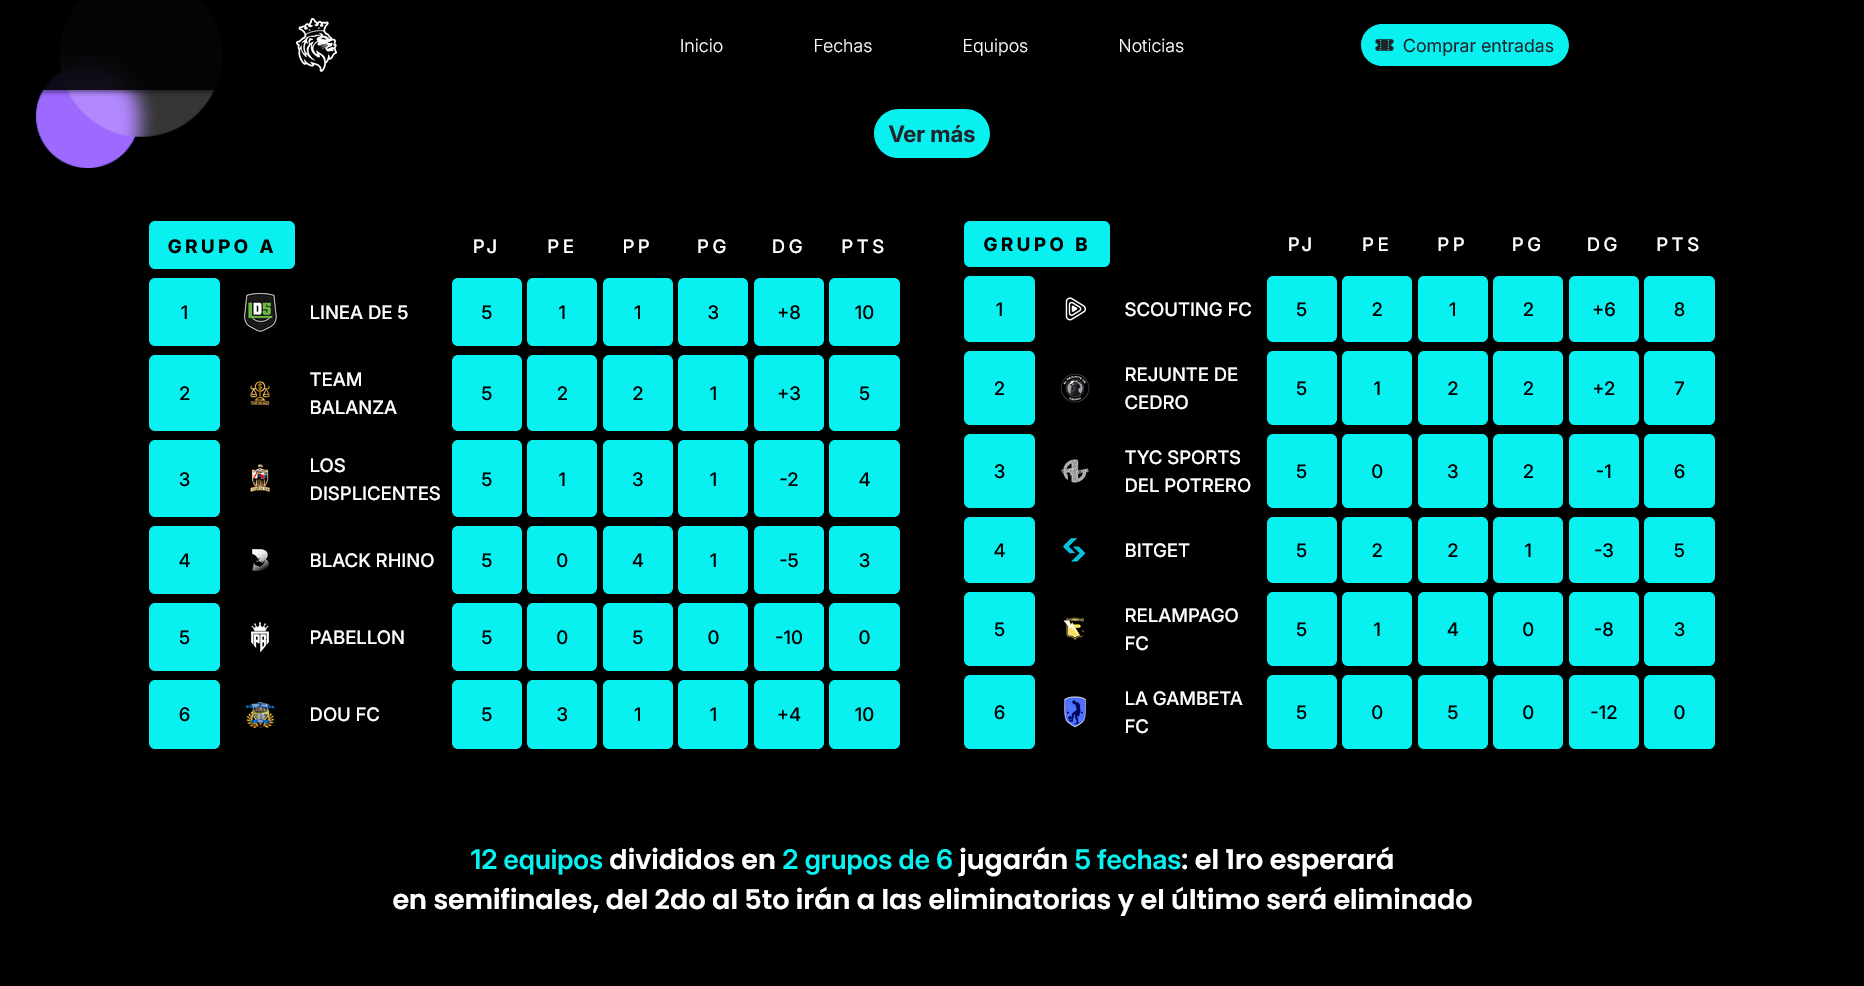 Inicio Fechas Equipos Noticias Comprar entradas
Ver más
GRUPO A PJ PE PP PG DG PTS
1 LINEA DE 5 5 1 1 3 +8 10
2 TEAM BALANZA 5 2 2 1 +3 5
3 LOS DISPLICENTES 5 1 3 1 -2 4
4 BLACK RHINO 5 0 4 1 -5 3
5 PABELLON 5 0 5 0 -10 0
6 DOU FC 5 3 1 1 +4 10
GRUPO B PJ PE PP PG DG PTS
1 SCOUTING FC 5 2 1 2 +6 8
2 REJUNTE DE CEDRO 5 1 2 2 +2 7
3 TYC SPORTS DEL POTRERO 5 0 3 2 -1 6
4 BITGET 5 2 2 1 -3 5
5 RELAMPAGO FC 5 1 4 0 -8 3
6 LA GAMBETA FC 5 0 5 0 -12 0
12 equipos divididos en 2 grupos de 6 jugarán 5 fechas: el 1ro esperará
en semifinales, del 2do al 5to irán a las eliminatorias y el último será eliminado